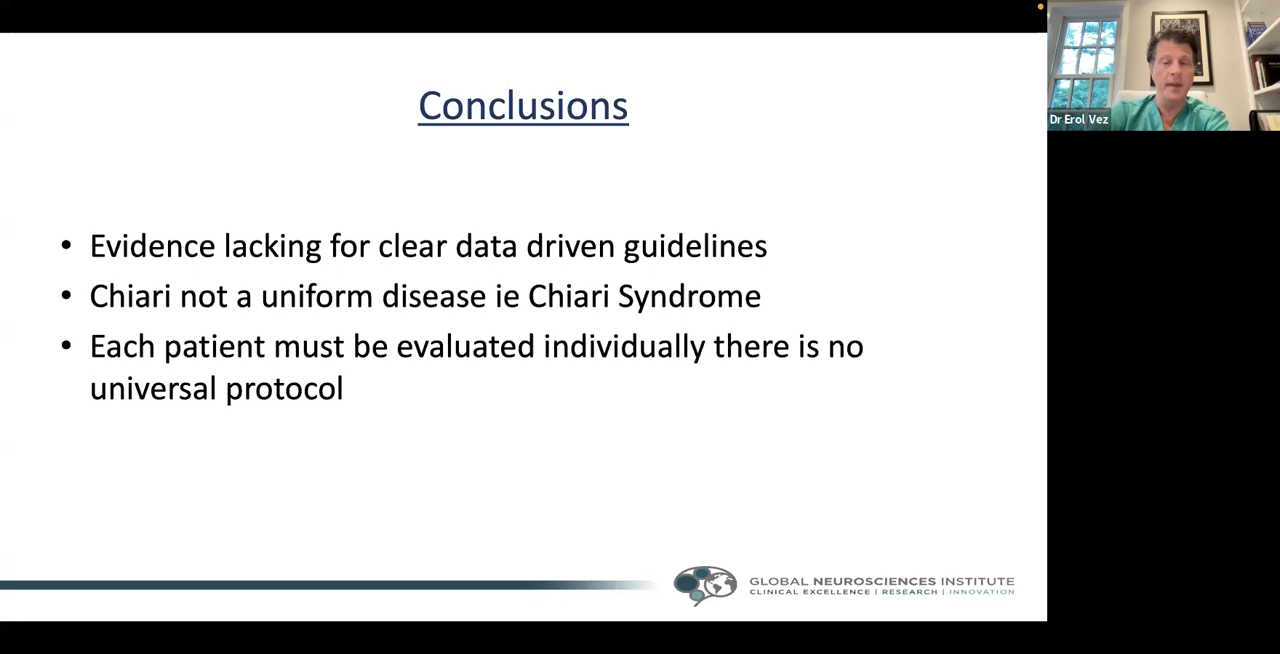 Conclusions
• Evidence lacking for clear data driven guidelines
• Chiari not a uniform disease ie Chiari Syndrome
• Each patient must be evaluated individually there is no
universal protocol
GLOBAL NEUROSCIENCES INSTITUTE
CLINICAL EXCELLENCE | RESEARCH | INNOVATION
Dr Erol Vez